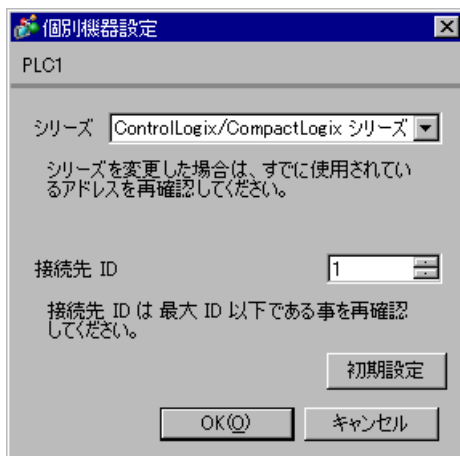 個別機器設定
PLC1
シリーズ ControlLogix/CompactLogix シリーズ
シリーズを変更した場合は、すでに使用されてい
るアドレスを再確認してください。
接続先 ID 1
接続先 ID は 最大 ID 以下である事を再確認
してください。
初期設定
OK(O) キャンセル